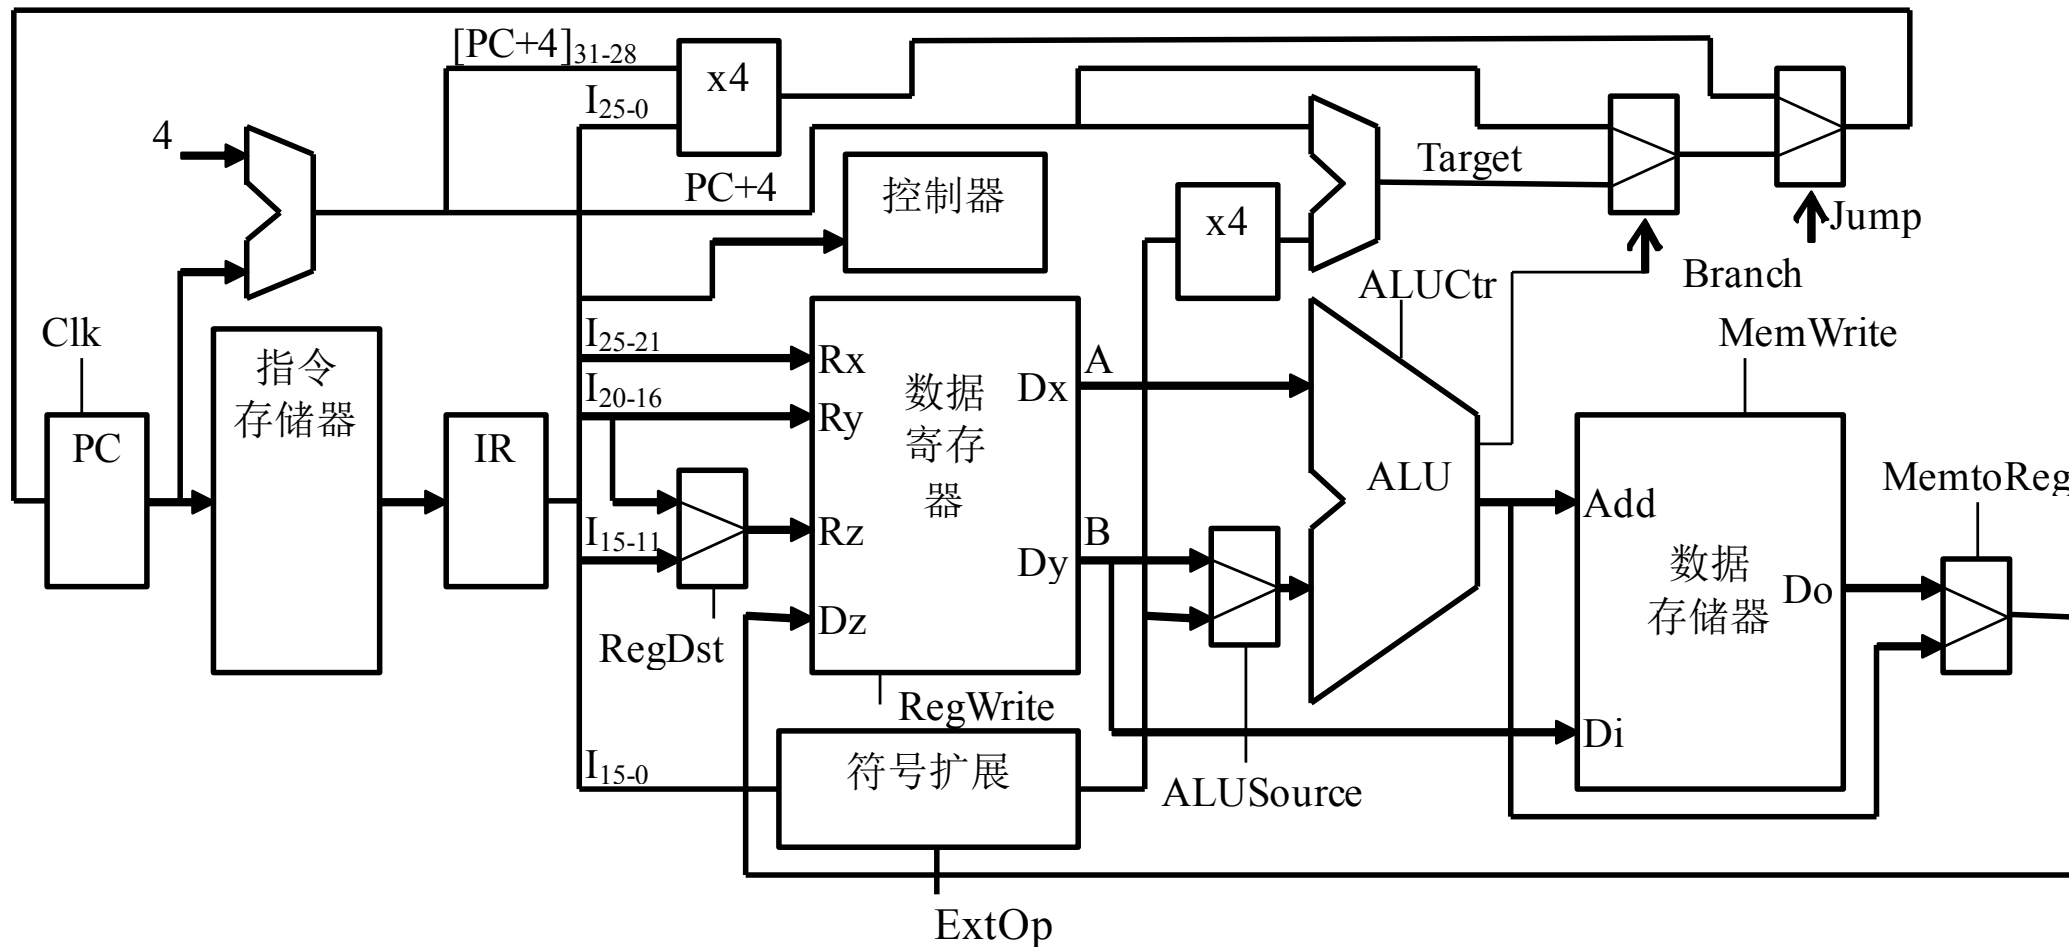 [PC+4]31-28
x4
I25-0
4
PC+4
控制器
Target
x4
Jump
Branch
ALUCtr
MemWrite
Clk
指令
存储器
I25-21
Rx
数据
寄存
器
Dx
A
I20-16
Ry
PC
IR
ALU
MemtoReg
Add
I15-11
Rz
B
Dy
数据
存储器
Do
Dz
RegDst
RegWrite
Di
I15-0
符号扩展
ALUSource
ExtOp